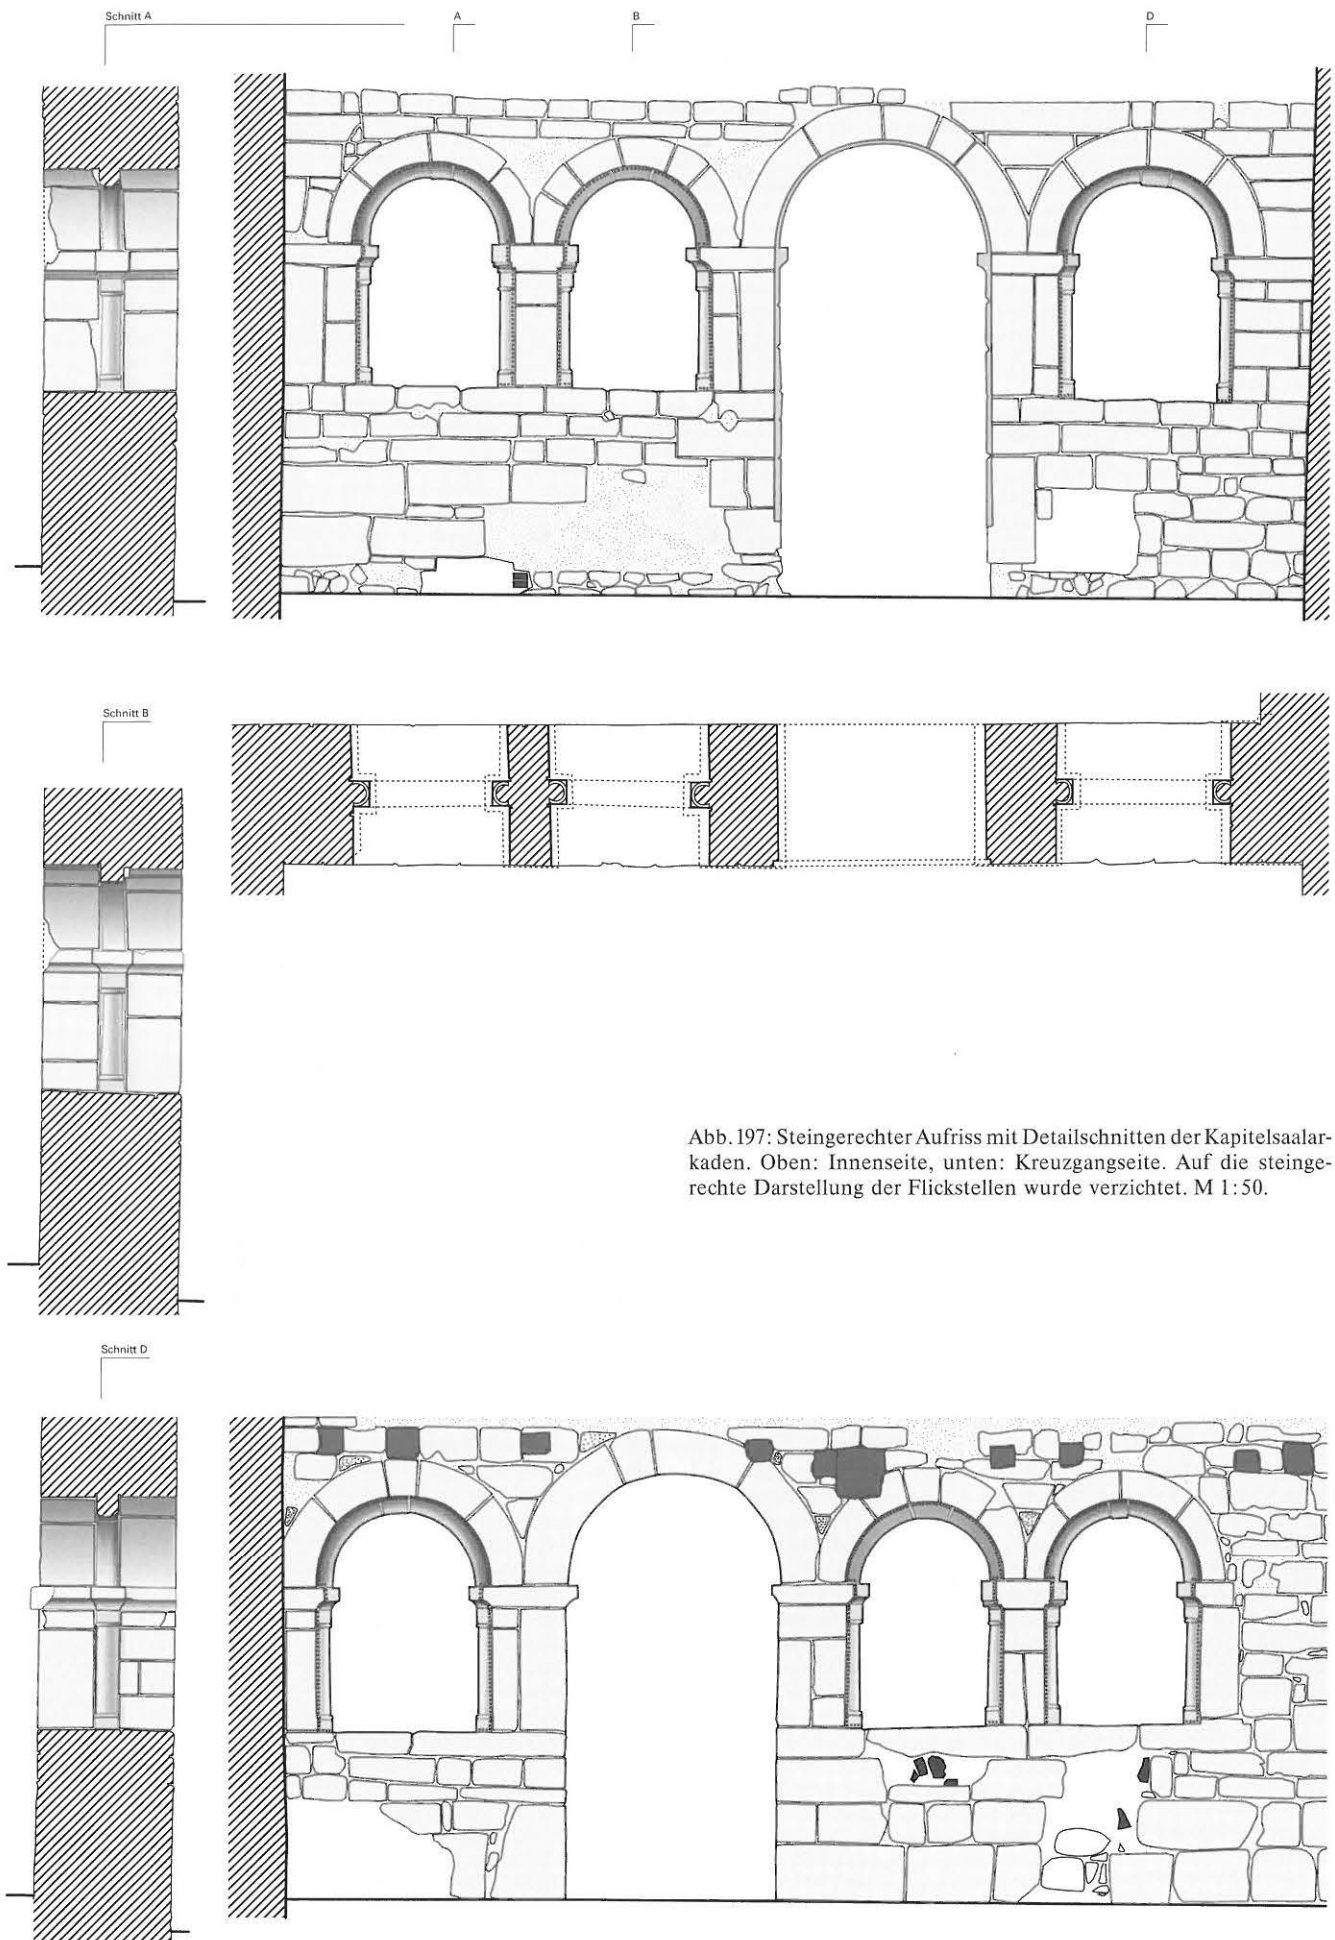 Schnitt A
A
B
D
Schnitt B
Abb. 197: Steingerechter Aufriss mit Detailschnitten der Kapitelsaalar-
kaden. Oben: Innenseite, unten: Kreuzgangseite. Auf die steinge-
rechte Darstellung der Flickstellen wurde verzichtet. M 1:50.
Schnitt D